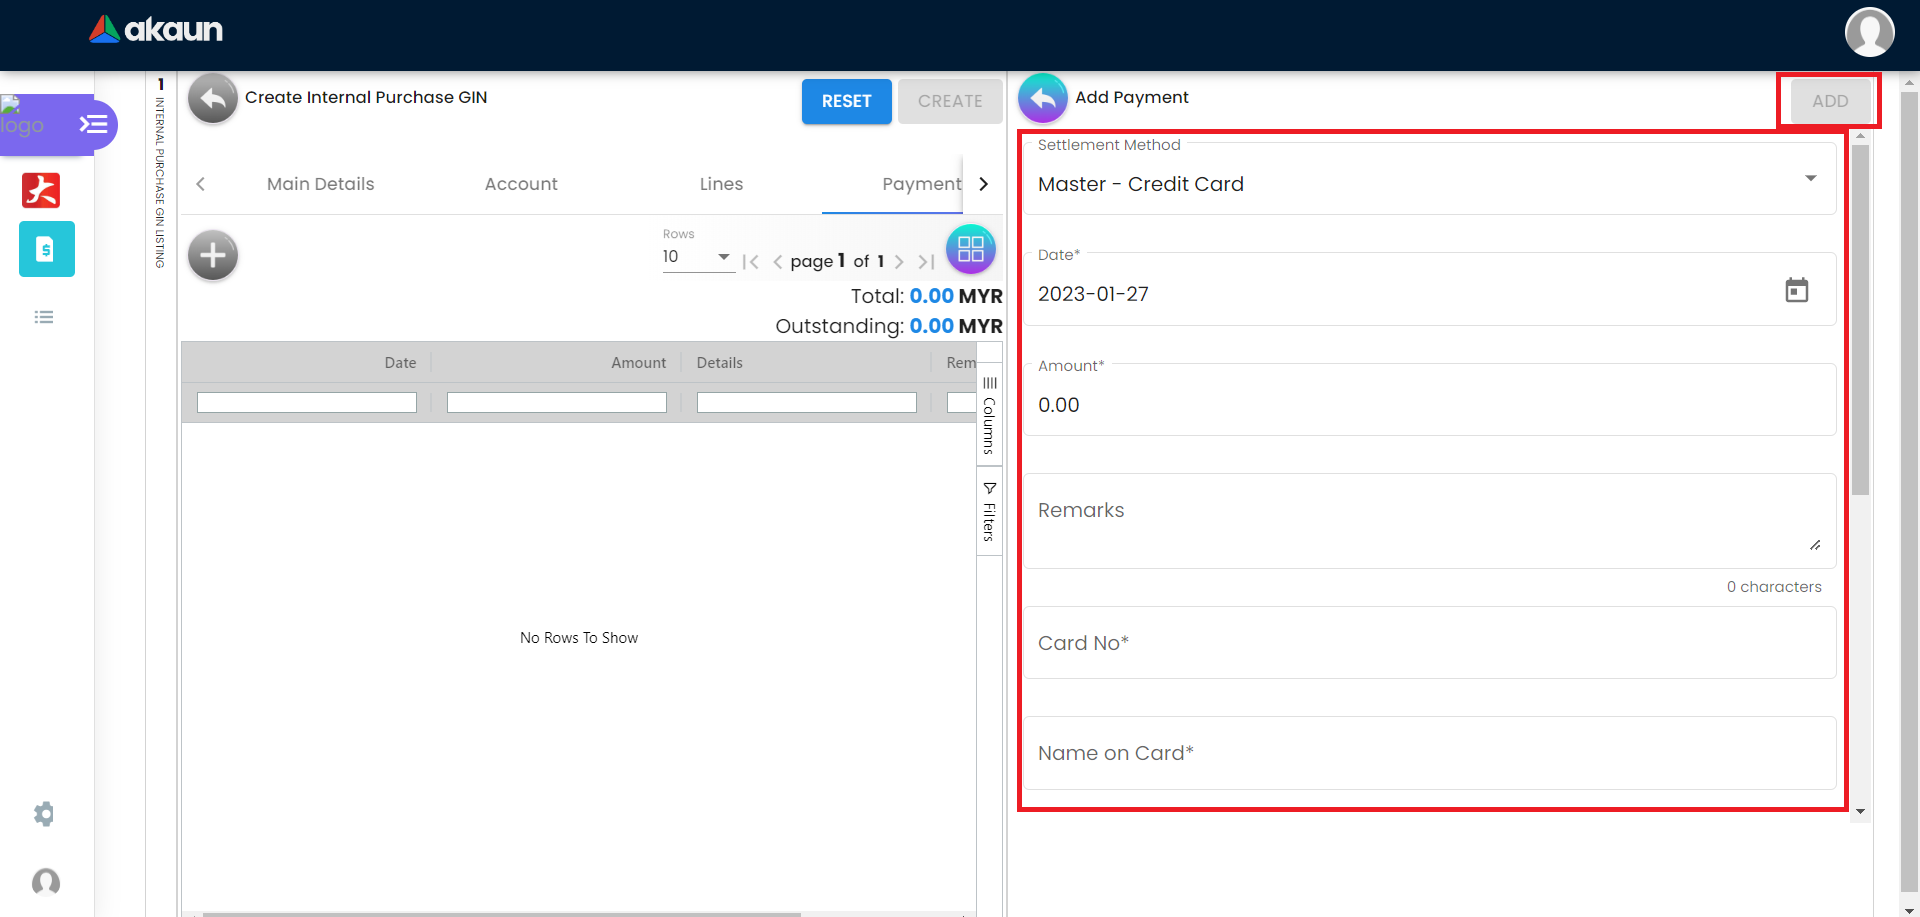 akaun
logo
1
INTERNAL PURCHASE GIN LISTING
Create Internal Purchase GIN
RESET
CREATE
Main Details
Account
Lines
Payment
Rows
10
page 1 of 1
Total: 0.00 MYR
Outstanding: 0.00 MYR
Date
Amount
Details
Rem
Columns
Filters
No Rows To Show
Add Payment
ADD
Settlement Method
Master - Credit Card
Date*
2023-01-27
Amount*
0.00
Remarks
0 characters
Card No*
Name on Card*